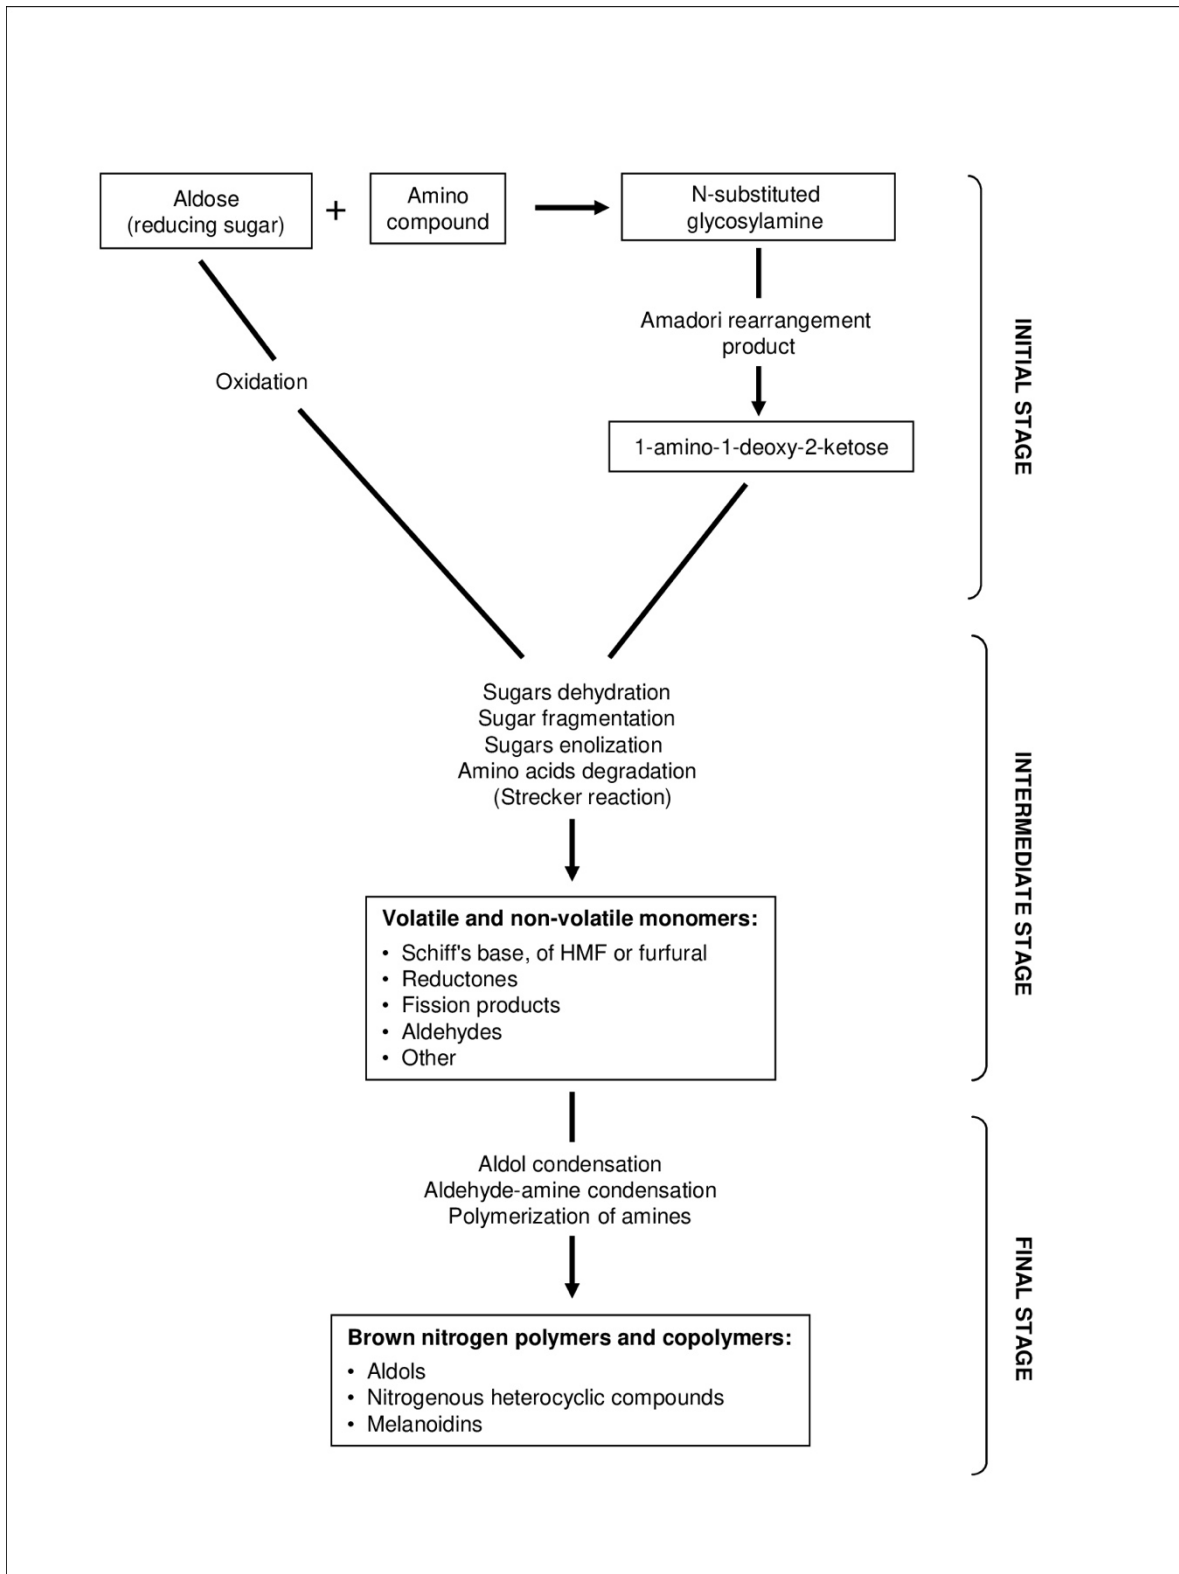 Aldose
(reducing sugar)
+
Amino
compound
N-substituted
glycosylamine
Amadori rearrangement
product
Oxidation
1-amino-1-deoxy-2-ketose
INITIAL STAGE
Sugars dehydration
Sugar fragmentation
Sugars enolization
Amino acids degradation
(Strecker reaction)
Volatile and non-volatile monomers:
• Schiff's base, of HMF or furfural
• Reductones
• Fission products
• Aldehydes
• Other
INTERMEDIATE STAGE
Aldol condensation
Aldehyde-amine condensation
Polymerization of amines
Brown nitrogen polymers and copolymers:
• Aldols
• Nitrogenous heterocyclic compounds
• Melanoidins
FINAL STAGE